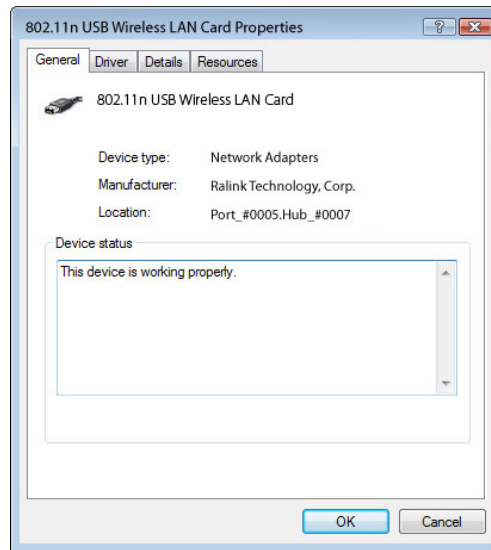 802.11n USB Wireless LAN Card Properties
General Driver Details Resources
802.11n USB Wireless LAN Card
Device type: Network Adapters
Manufacturer: Ralink Technology, Corp.
Location: Port_#0005.Hub_#0007
Device status
This device is working properly.
OK Cancel